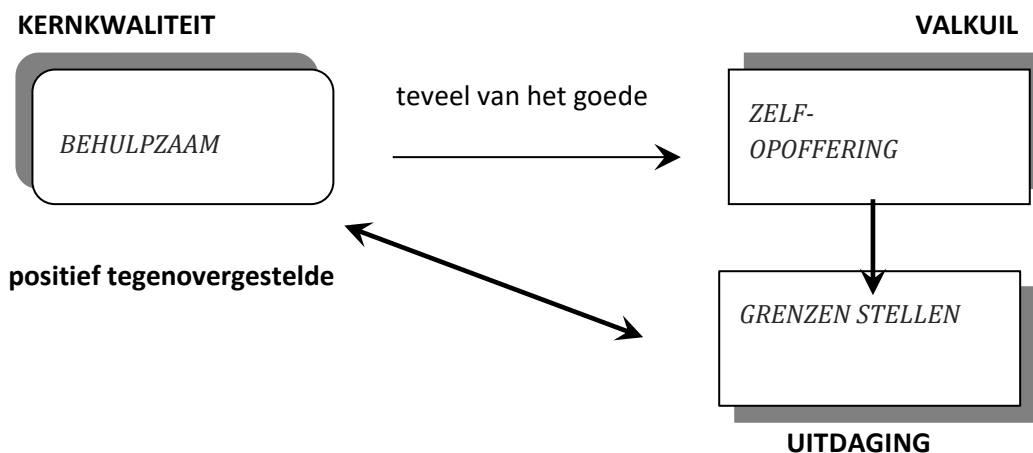 KERNKWALITEIT
VALKUIL
teveel van het goede
BEHULPZAAM
ZELF-
OPOFFERING
positief tegenovergestelde
GRENZEN STELLEN
UITDAGING